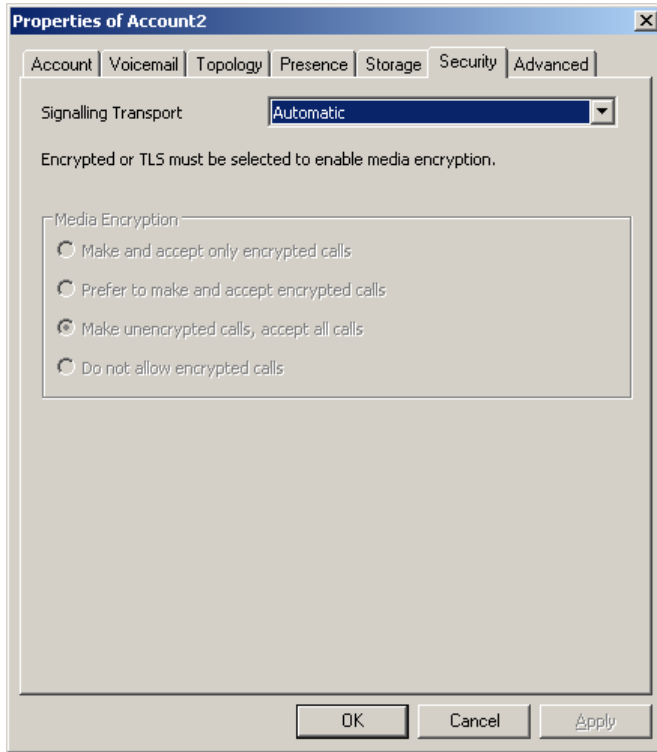 Properties of Account2
Account Voicemail Topology Presence Storage Security Advanced
Signalling Transport Automatic
Encrypted or TLS must be selected to enable media encryption.
Media Encryption
Make and accept only encrypted calls
Prefer to make and accept encrypted calls
Make unencrypted calls, accept all calls
Do not allow encrypted calls
OK Cancel Apply